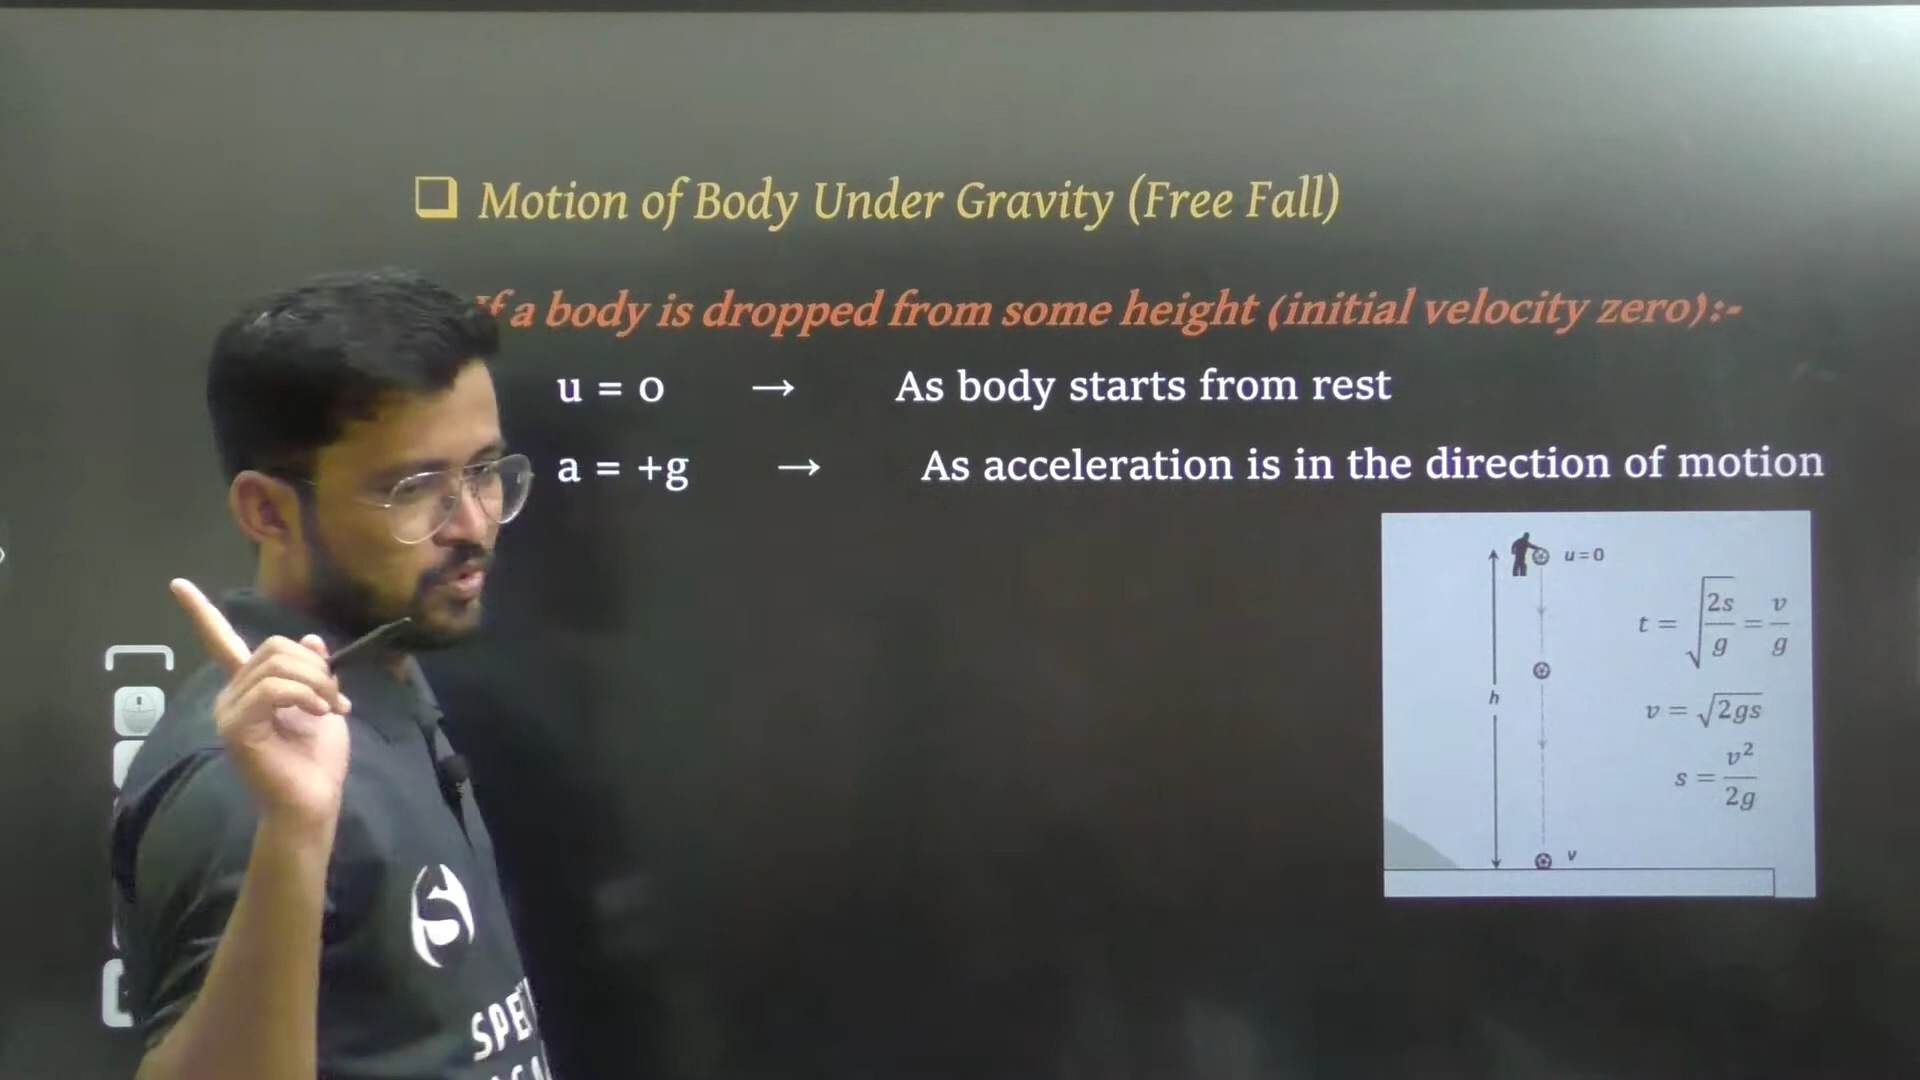 ❑ Motion of Body Under Gravity (Free Fall)
If a body is dropped from some height (initial velocity zero):-
u = 0 → As body starts from rest
a = +g → As acceleration is in the direction of motion
u = 0
t = √(2s/g) = v/g
h
v = √2gs
s = v²/2g
v